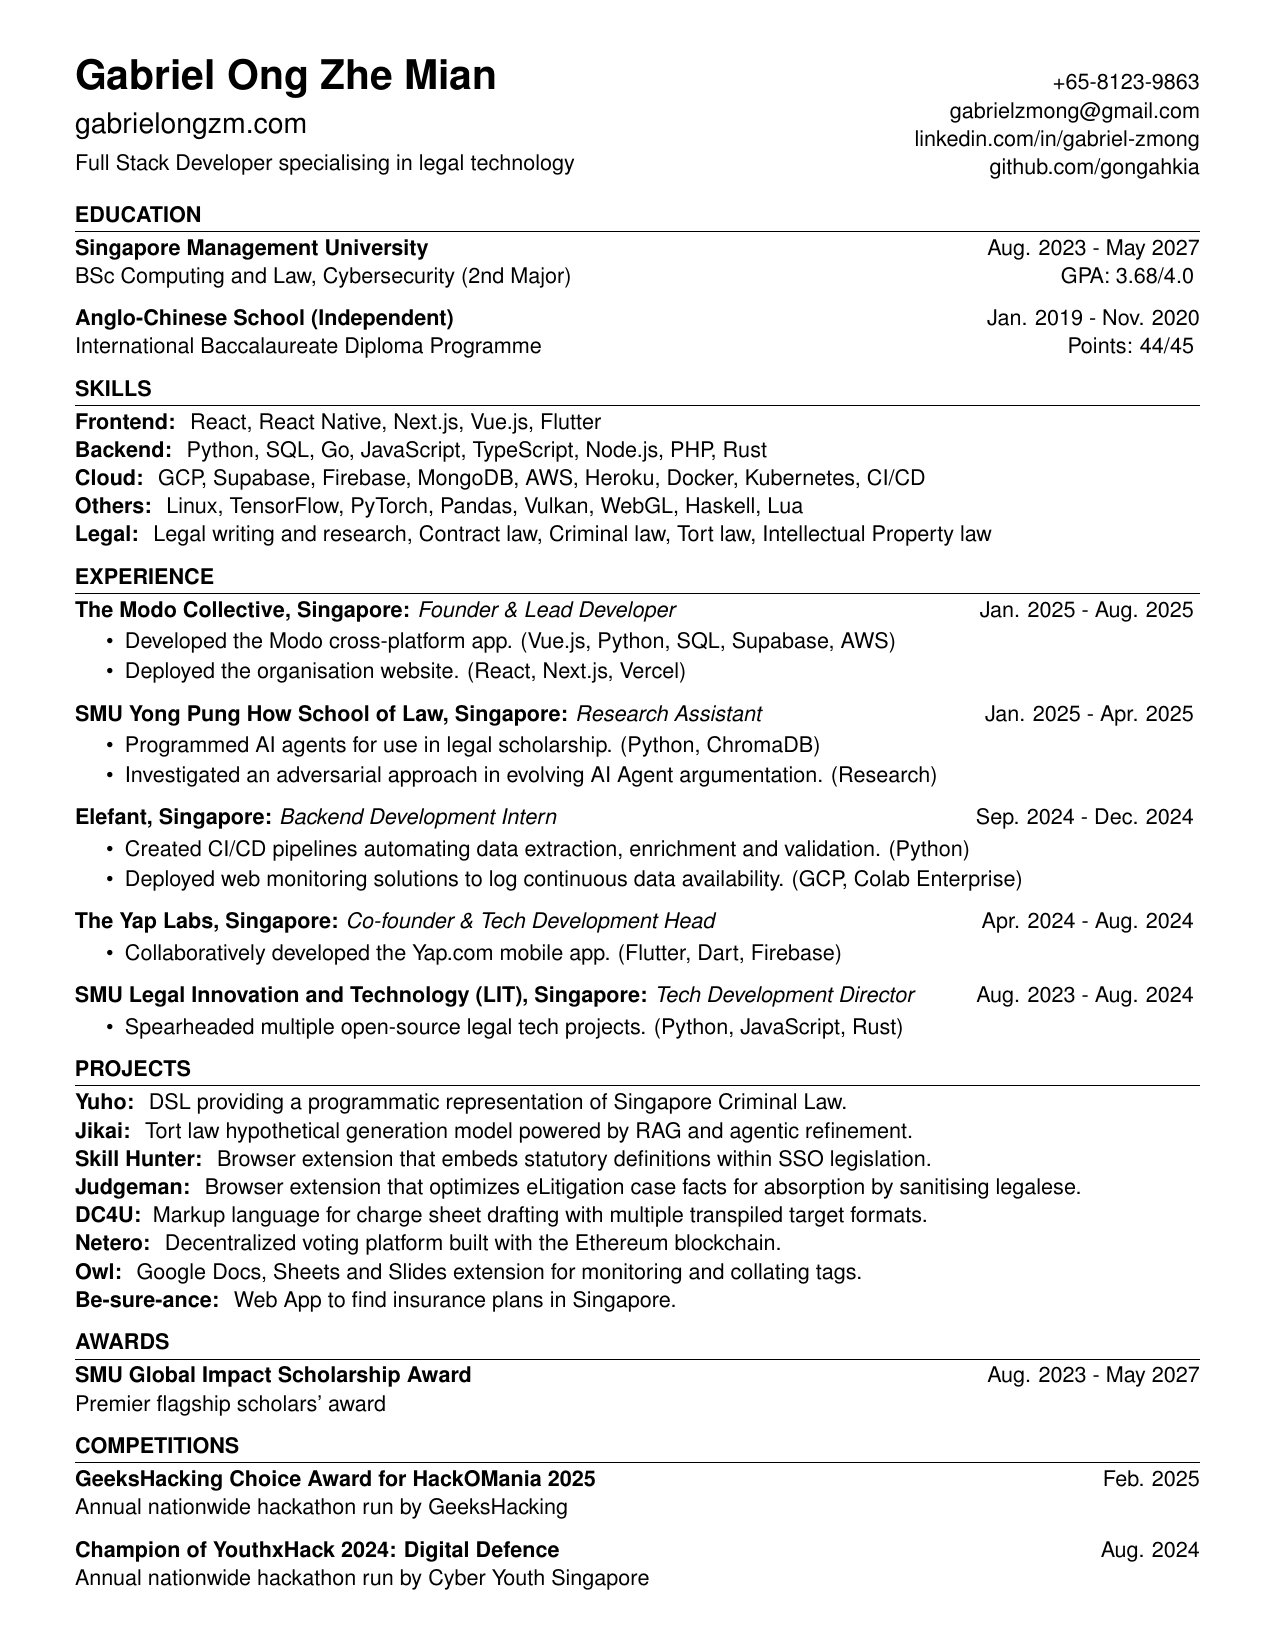 Gabriel Ong Zhe Mian
gabrielongzm.com
Full Stack Developer specialising in legal technology
+65-8123-9863
gabrielzmong@gmail.com
linkedin.com/in/gabriel-zmong
github.com/gongahkia
EDUCATION
Singapore Management University Aug. 2023 - May 2027
BSc Computing and Law, Cybersecurity (2nd Major) GPA: 3.68/4.0
Anglo-Chinese School (Independent) Jan. 2019 - Nov. 2020
International Baccalaureate Diploma Programme Points: 44/45
SKILLS
Frontend: React, React Native, Next.js, Vue.js, Flutter
Backend: Python, SQL, Go, JavaScript, TypeScript, Node.js, PHP, Rust
Cloud: GCP, Supabase, Firebase, MongoDB, AWS, Heroku, Docker, Kubernetes, CI/CD
Others: Linux, TensorFlow, PyTorch, Pandas, Vulkan, WebGL, Haskell, Lua
Legal: Legal writing and research, Contract law, Criminal law, Tort law, Intellectual Property law
EXPERIENCE
The Modo Collective, Singapore: Founder & Lead Developer Jan. 2025 - Aug. 2025
• Developed the Modo cross-platform app. (Vue.js, Python, SQL, Supabase, AWS)
• Deployed the organisation website. (React, Next.js, Vercel)
SMU Yong Pung How School of Law, Singapore: Research Assistant Jan. 2025 - Apr. 2025
• Programmed AI agents for use in legal scholarship. (Python, ChromaDB)
• Investigated an adversarial approach in evolving AI Agent argumentation. (Research)
Elefant, Singapore: Backend Development Intern Sep. 2024 - Dec. 2024
• Created CI/CD pipelines automating data extraction, enrichment and validation. (Python)
• Deployed web monitoring solutions to log continuous data availability. (GCP, Colab Enterprise)
The Yap Labs, Singapore: Co-founder & Tech Development Head Apr. 2024 - Aug. 2024
• Collaboratively developed the Yap.com mobile app. (Flutter, Dart, Firebase)
SMU Legal Innovation and Technology (LIT), Singapore: Tech Development Director Aug. 2023 - Aug. 2024
• Spearheaded multiple open-source legal tech projects. (Python, JavaScript, Rust)
PROJECTS
Yuho: DSL providing a programmatic representation of Singapore Criminal Law.
Jikai: Tort law hypothetical generation model powered by RAG and agentic refinement.
Skill Hunter: Browser extension that embeds statutory definitions within SSO legislation.
Judgeman: Browser extension that optimizes eLitigation case facts for absorption by sanitising legalese.
DC4U: Markup language for charge sheet drafting with multiple transpiled target formats.
Netero: Decentralized voting platform built with the Ethereum blockchain.
Owl: Google Docs, Sheets and Slides extension for monitoring and collating tags.
Be-sure-ance: Web App to find insurance plans in Singapore.
AWARDS
SMU Global Impact Scholarship Award Aug. 2023 - May 2027
Premier flagship scholars' award
COMPETITIONS
GeeksHacking Choice Award for HackOMania 2025 Feb. 2025
Annual nationwide hackathon run by GeeksHacking
Champion of YouthxHack 2024: Digital Defence Aug. 2024
Annual nationwide hackathon run by Cyber Youth Singapore